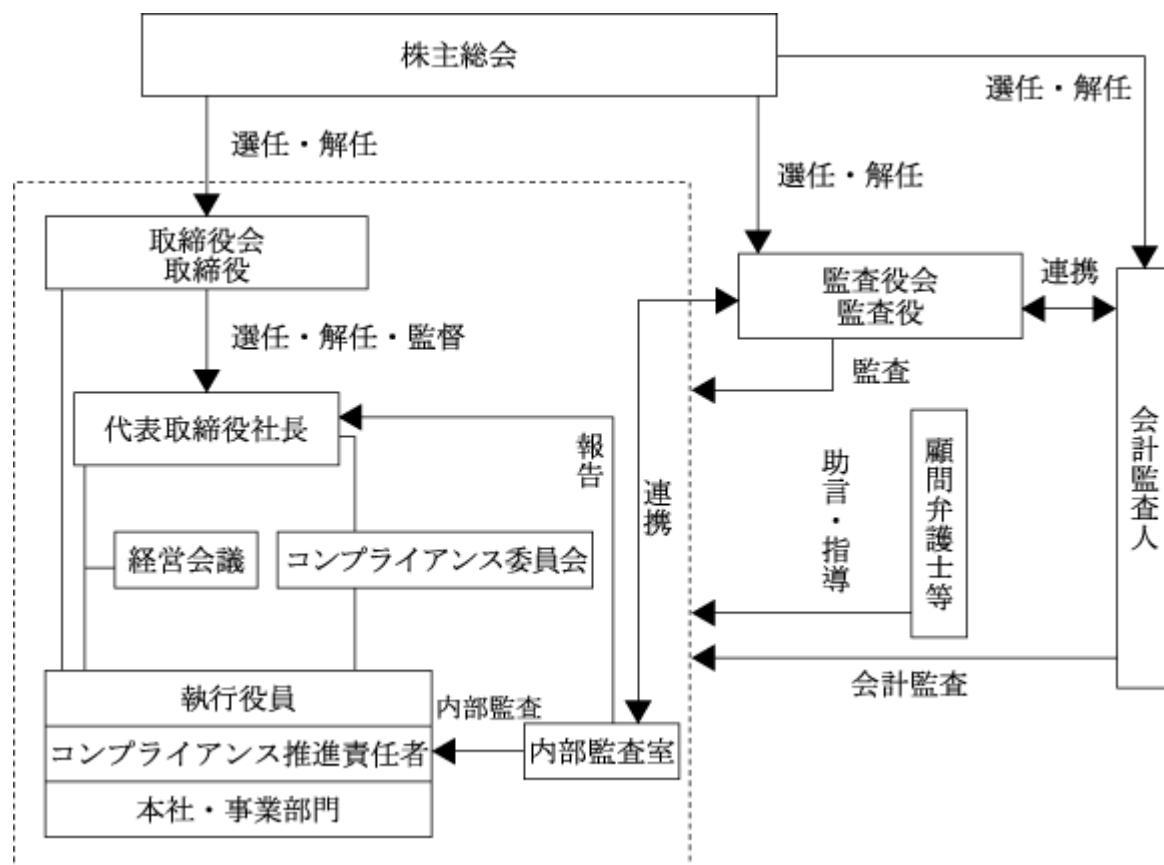 株主総会
選任・解任
選任・解任
選任・解任
取締役会
取締役
監査役会
監査役
連携
選任・解任・監督
監査
代表取締役社長
報告
連携
助言・指導
顧問弁護士等
会計監査人
経営会議
コンプライアンス委員会
執行役員
会計監査
内部監査
コンプライアンス推進責任者
内部監査室
本社・事業部門